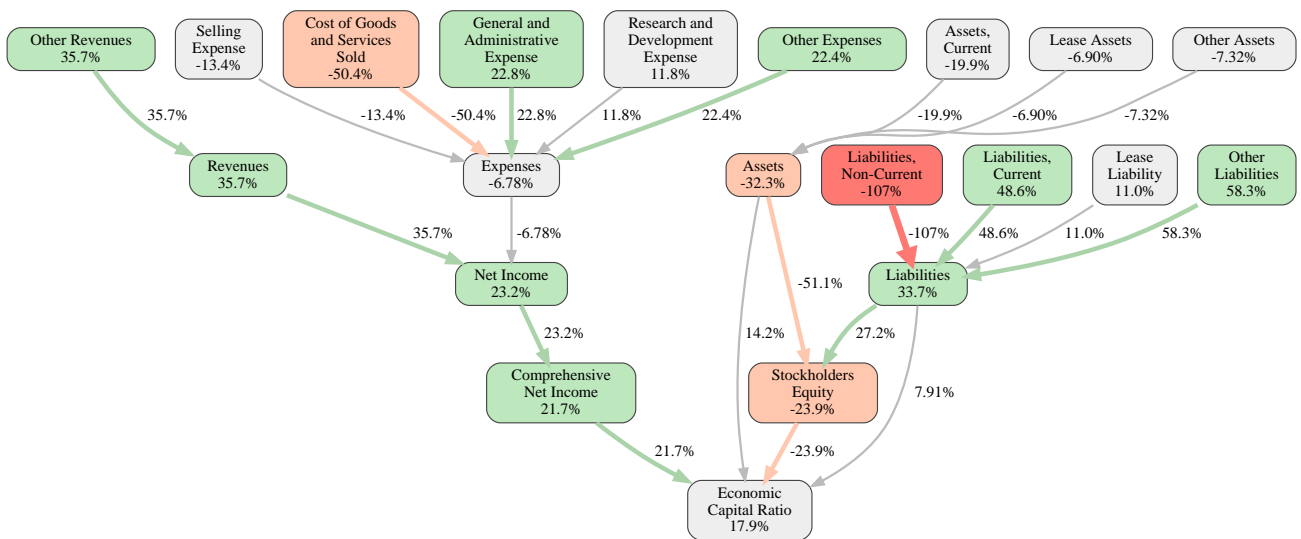 Other Revenues
35.7%
Selling
Expense
-13.4%
Cost of Goods
and Services
Sold
-50.4%
General and
Administrative
Expense
22.8%
Research and
Development
Expense
11.8%
Other Expenses
22.4%
Assets,
Current
-19.9%
Lease Assets
-6.90%
Other Assets
-7.32%
35.7%
-13.4%
-50.4%
22.8%
11.8%
22.4%
-19.9%
-6.90%
-7.32%
Revenues
35.7%
Expenses
-6.78%
Assets
-32.3%
Liabilities,
Non-Current
-107%
Liabilities,
Current
48.6%
Lease
Liability
11.0%
Other
Liabilities
58.3%
35.7%
-6.78%
-107%
48.6%
11.0%
58.3%
Net Income
23.2%
-51.1%
Liabilities
33.7%
23.2%
14.2%
27.2%
Comprehensive
Net Income
21.7%
Stockholders
Equity
-23.9%
7.91%
21.7%
-23.9%
Economic
Capital Ratio
17.9%